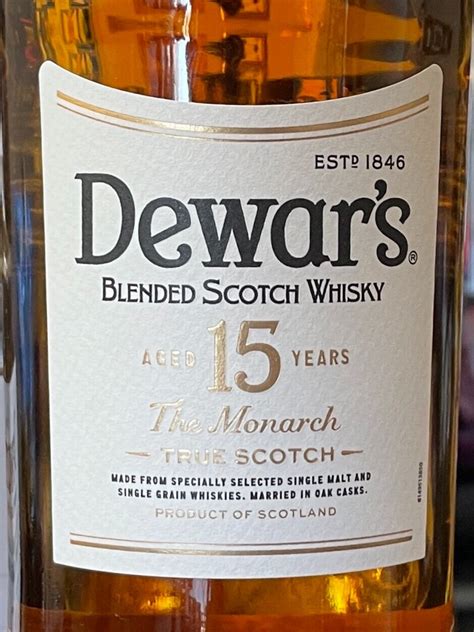 ESTD 1846
Dewar's®
BLENDED SCOTCH WHISKY
AGED 15 YEARS
The Monarch
TRUE SCOTCH
MADE FROM SPECIALLY SELECTED SINGLE MALT AND
SINGLE GRAIN WHISKIES. MARRIED IN OAK CASKS.
PRODUCT OF SCOTLAND